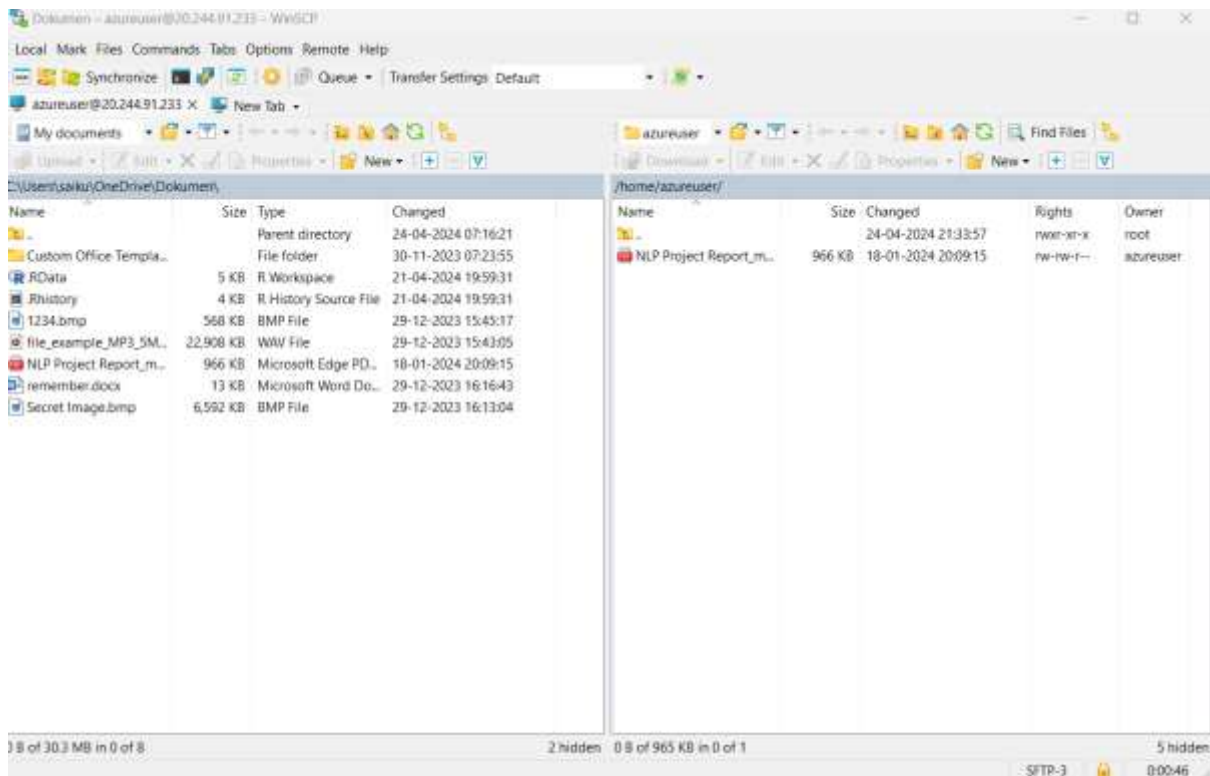 Dokumen - azureuser@20.244.91.233 - WinSCP
Local Mark Files Commands Tabs Options Remote Help
Synchronize Queue Transfer Settings Default
azureuser@20.244.91.233 × New Tab
My documents
Upload Edit Properties New
C:\Users\saiku\OneDrive\Dokumen\
Name Size Type Changed
.. Parent directory 24-04-2024 07:16:21
Custom Office Templa... File folder 30-11-2023 07:23:55
.RData 5 KB R Workspace 21-04-2024 19:59:31
.Rhistory 4 KB R History Source File 21-04-2024 19:59:31
1234.bmp 568 KB BMP File 29-12-2023 15:45:17
file_example_MP3_5M... 22,908 KB WAV File 29-12-2023 15:43:05
NLP Project Report_m... 966 KB Microsoft Edge PD... 18-01-2024 20:09:15
remember.docx 13 KB Microsoft Word Do... 29-12-2023 16:16:43
Secret Image.bmp 6,592 KB BMP File 29-12-2023 16:13:04
0 B of 30.3 MB in 0 of 8 2 hidden
azureuser Find Files
Download Edit Properties New
/home/azureuser/
Name Size Changed Rights Owner
.. 24-04-2024 21:33:57 rwxr-xr-x root
NLP Project Report_m... 966 KB 18-01-2024 20:09:15 rw-rw-r-- azureuser
0 B of 965 KB in 0 of 1 5 hidden
SFTP-3 0:00:46